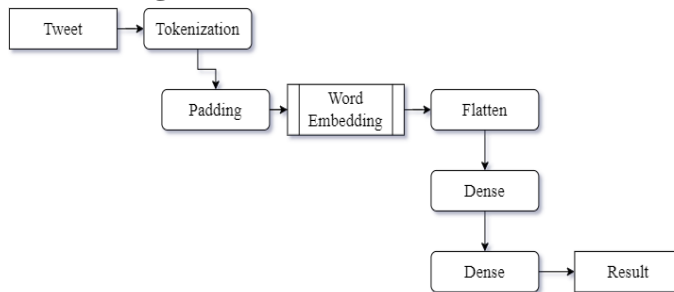 Tweet
Tokenization
Padding
Word
Embedding
Flatten
Dense
Dense
Result